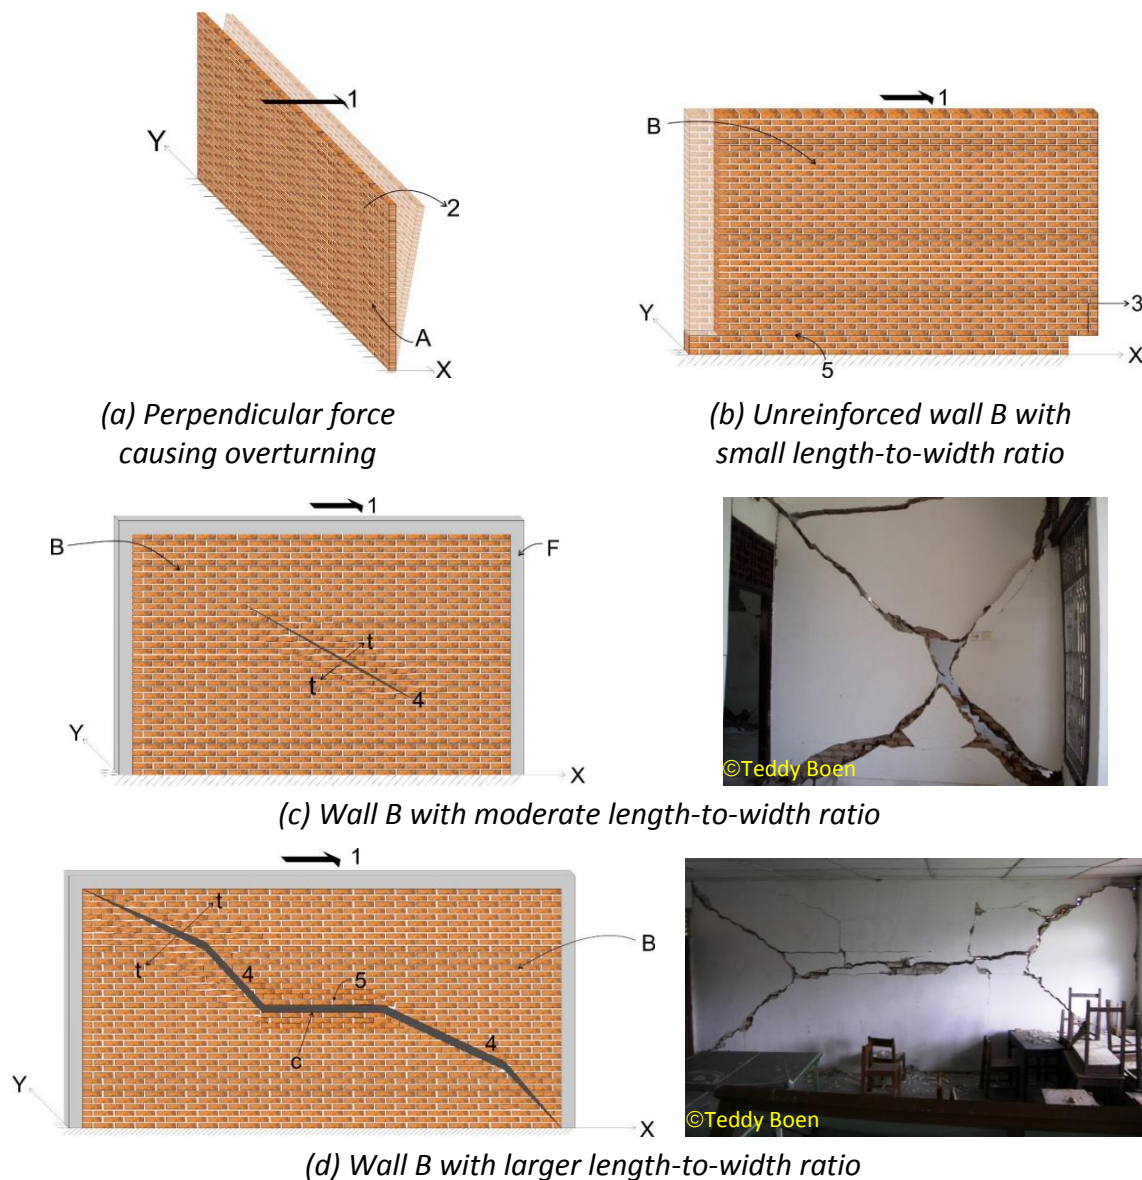 1
Y
2
A
X
(a) Perpendicular force
causing overturning
1
B
3
Y
5
X
(b) Unreinforced wall B with
small length-to-width ratio
1
B
F
t
t
4
Y
X
©Teddy Boen
(c) Wall B with moderate length-to-width ratio
1
t
B
t
4
5
4
c
Y
X
©Teddy Boen
(d) Wall B with larger length-to-width ratio